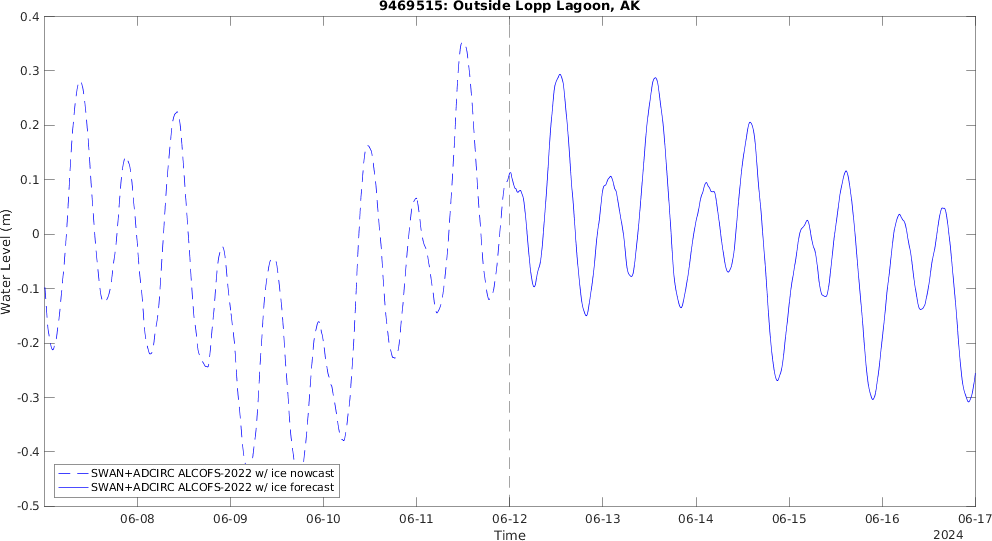 9469515: Outside Lopp Lagoon, AK
0.4
0.3
0.2
0.1
0
-0.1
-0.2
-0.3
-0.4
-0.5
Water Level (m)
SWAN+ADCIRC ALCOFS-2022 w/ ice nowcast
SWAN+ADCIRC ALCOFS-2022 w/ ice forecast
06-08 06-09 06-10 06-11 06-12 06-13 06-14 06-15 06-16 06-17
Time
2024